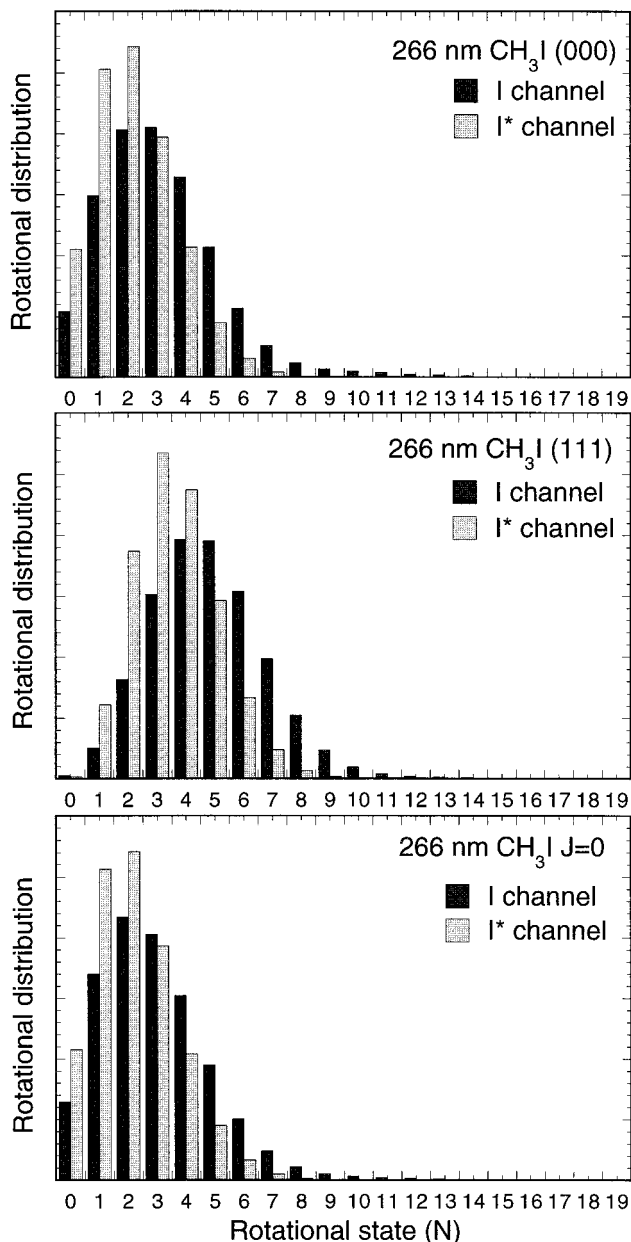 Rotational distribution
266 nm CH₃I (000)
I channel
I* channel
0 1 2 3 4 5 6 7 8 9 10 11 12 13 14 15 16 17 18 19
Rotational distribution
266 nm CH₃I (111)
I channel
I* channel
0 1 2 3 4 5 6 7 8 9 10 11 12 13 14 15 16 17 18 19
Rotational distribution
266 nm CH₃I J=0
I channel
I* channel
0 1 2 3 4 5 6 7 8 9 10 11 12 13 14 15 16 17 18 19
Rotational state (N)